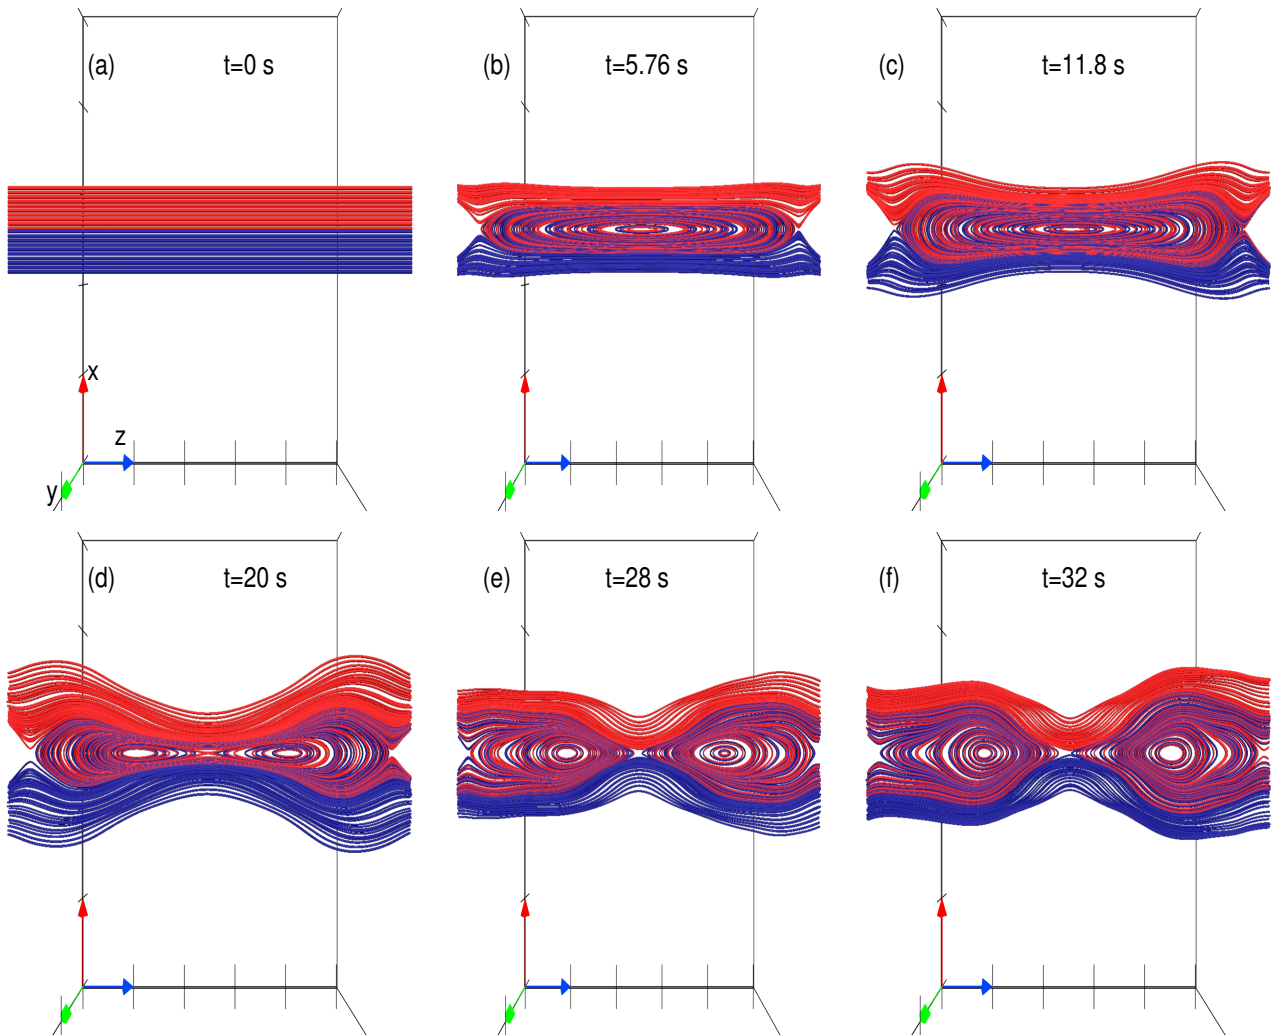 (a) t=0 s
(b) t=5.76 s
(c) t=11.8 s
x
z
y
(d) t=20 s
(e) t=28 s
(f) t=32 s